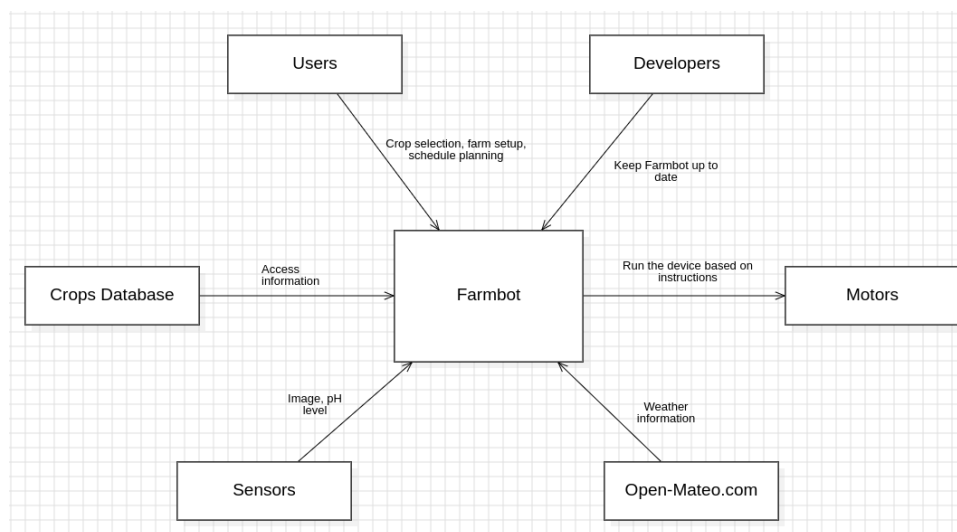 Users
Developers
Crop selection, farm setup,
schedule planning
Keep Farmbot up to
date
Crops Database
Access
information
Farmbot
Run the device based on
instructions
Motors
Image, pH
level
Weather
information
Sensors
Open-Mateo.com